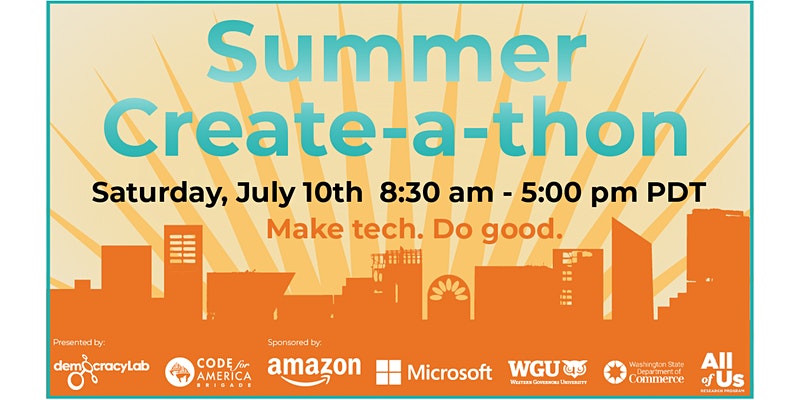 Summer
Create-a-thon
Saturday, July 10th 8:30 am - 5:00 pm PDT
Make tech. Do good.
Presented by:
democracyLab
CODE for
AMERICA
BRIGADE
Sponsored by:
amazon
Microsoft
WGU
WESTERN GOVERNORS UNIVERSITY
Washington State
Department of
Commerce
All
of Us
RESEARCH PROGRAM